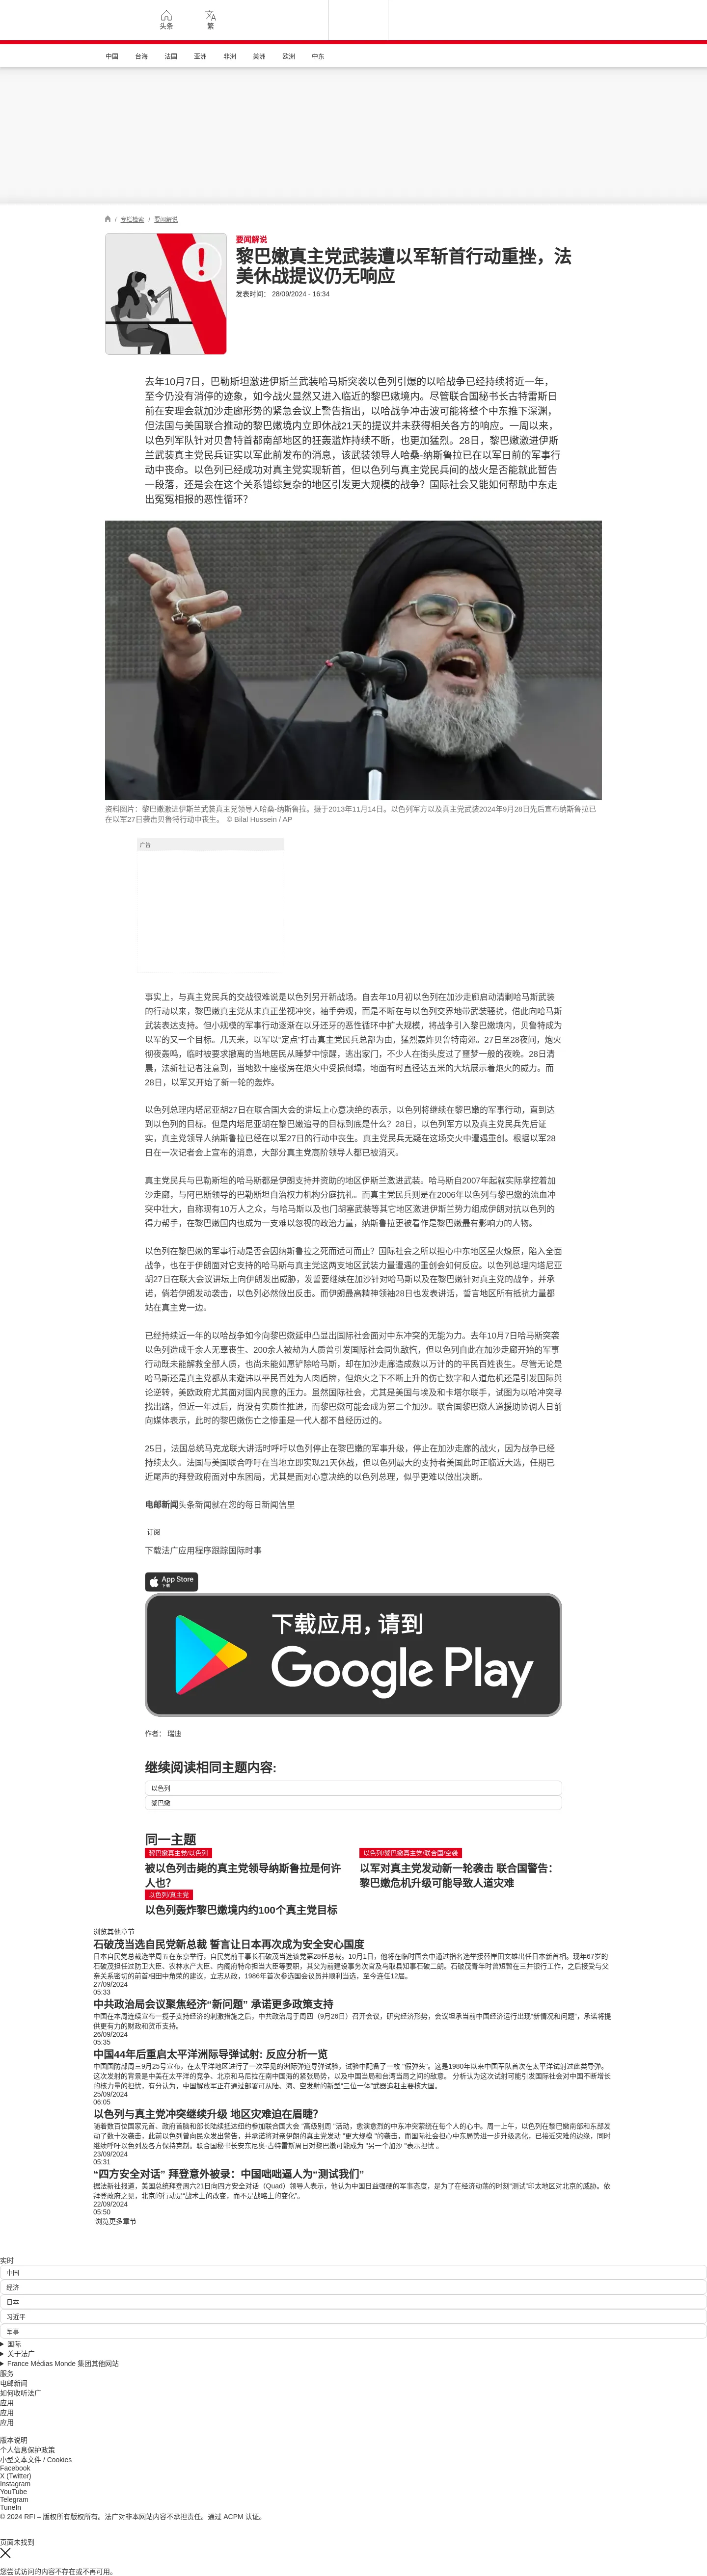 头条
繁
中国 台海 法国 亚洲 非洲 美洲 欧洲 中东
/ 专栏检索 / 要闻解说
要闻解说
黎巴嫩真主党武装遭以军斩首行动重挫，法
美休战提议仍无响应
发表时间： 28/09/2024 - 16:34
去年10月7日，巴勒斯坦激进伊斯兰武装哈马斯突袭以色列引爆的以哈战争已经持续将近一年，
至今仍没有消停的迹象，如今战火显然又进入临近的黎巴嫩境内。尽管联合国秘书长古特雷斯日
前在安理会就加沙走廊形势的紧急会议上警告指出，以哈战争冲击波可能将整个中东推下深渊，
但法国与美国联合推动的黎巴嫩境内立即休战21天的提议并未获得相关各方的响应。一周以来，
以色列军队针对贝鲁特首都南部地区的狂轰滥炸持续不断，也更加猛烈。28日，黎巴嫩激进伊斯
兰武装真主党民兵证实以军此前发布的消息，该武装领导人哈桑-纳斯鲁拉已在以军日前的军事行
动中丧命。以色列已经成功对真主党实现斩首，但以色列与真主党民兵间的战火是否能就此暂告
一段落，还是会在这个关系错综复杂的地区引发更大规模的战争？国际社会又能如何帮助中东走
出冤冤相报的恶性循环？
资料图片：黎巴嫩激进伊斯兰武装真主党领导人哈桑-纳斯鲁拉。摄于2013年11月14日。以色列军方以及真主党武装2024年9月28日先后宣布纳斯鲁拉已
在以军27日袭击贝鲁特行动中丧生。 © Bilal Hussein / AP
广告
事实上，与真主党民兵的交战很难说是以色列另开新战场。自去年10月初以色列在加沙走廊启动清剿哈马斯武装
的行动以来，黎巴嫩真主党从未真正坐视冲突，袖手旁观，而是不断在与以色列交界地带武装骚扰，借此向哈马斯
武装表达支持。但小规模的军事行动逐渐在以牙还牙的恶性循环中扩大规模，将战争引入黎巴嫩境内，贝鲁特成为
以军的又一个目标。几天来，以军以"定点"打击真主党民兵总部为由，猛烈轰炸贝鲁特南郊。27日至28夜间，炮火
彻夜轰鸣，临时被要求撤离的当地居民从睡梦中惊醒，逃出家门，不少人在街头度过了噩梦一般的夜晚。28日清
晨，法新社记者注意到，当地数十座楼房在炮火中受损倒塌，地面有时直径达五米的大坑展示着炮火的威力。而
28日，以军又开始了新一轮的轰炸。
以色列总理内塔尼亚胡27日在联合国大会的讲坛上心意决绝的表示，以色列将继续在黎巴嫩的军事行动，直到达
到以色列的目标。但是内塔尼亚胡在黎巴嫩追寻的目标到底是什么？28日，以色列军方以及真主党民兵先后证
实，真主党领导人纳斯鲁拉已经在以军27日的行动中丧生。真主党民兵无疑在这场交火中遭遇重创。根据以军28
日在一次记者会上宣布的消息，大部分真主党高阶领导人都已被消灭。
真主党民兵与巴勒斯坦的哈马斯都是伊朗支持并资助的地区伊斯兰激进武装。哈马斯自2007年起就实际掌控着加
沙走廊，与阿巴斯领导的巴勒斯坦自治权力机构分庭抗礼。而真主党民兵则是在2006年以色列与黎巴嫩的流血冲
突中壮大，自称现有10万人之众，与哈马斯以及也门胡塞武装等其它地区激进伊斯兰势力组成伊朗对抗以色列的
得力帮手，在黎巴嫩国内也成为一支难以忽视的政治力量，纳斯鲁拉更被看作是黎巴嫩最有影响力的人物。
以色列在黎巴嫩的军事行动是否会因纳斯鲁拉之死而适可而止？国际社会之所以担心中东地区星火燎原，陷入全面
战争，也在于伊朗面对它支持的哈马斯与真主党这两支地区武装力量遭遇的重创会如何反应。以色列总理内塔尼亚
胡27日在联大会议讲坛上向伊朗发出威胁，发誓要继续在加沙针对哈马斯以及在黎巴嫩针对真主党的战争，并承
诺，倘若伊朗发动袭击，以色列必然做出反击。而伊朗最高精神领袖28日也发表讲话，誓言地区所有抵抗力量都
站在真主党一边。
已经持续近一年的以哈战争如今向黎巴嫩延申凸显出国际社会面对中东冲突的无能为力。去年10月7日哈马斯突袭
以色列造成千余人无辜丧生、200余人被劫为人质曾引发国际社会同仇敌忾，但以色列自此在加沙走廊开始的军事
行动既未能解救全部人质，也尚未能如愿铲除哈马斯，却在加沙走廊造成数以万计的的平民百姓丧生。尽管无论是
哈马斯还是真主党都从未避讳以平民百姓为人肉盾牌，但炮火之下不断上升的伤亡数字和人道危机还是引发国际舆
论逆转，美欧政府尤其面对国内民意的压力。虽然国际社会，尤其是美国与埃及和卡塔尔联手，试图为以哈冲突寻
找出路，但近一年过后，尚没有实质性推进，而黎巴嫩可能会成为第二个加沙。联合国黎巴嫩人道援助协调人日前
向媒体表示，此时的黎巴嫩伤亡之惨重是一代人都不曾经历过的。
25日，法国总统马克龙联大讲话时呼吁以色列停止在黎巴嫩的军事升级，停止在加沙走廊的战火，因为战争已经
持续太久。法国与美国联合呼吁在当地立即实现21天休战，但以色列最大的支持者美国此时正临近大选，任期已
近尾声的拜登政府面对中东困局，尤其是面对心意决绝的以色列总理，似乎更难以做出决断。
电邮新闻头条新闻就在您的每日新闻信里
订阅
下载法广应用程序跟踪国际时事
App Store
下载
下载应用，请到
Google Play
作者： 瑞迪
继续阅读相同主题内容:
以色列
黎巴嫩
同一主题
黎巴嫩真主党/以色列
被以色列击毙的真主党领导纳斯鲁拉是何许
人也？
以色列/黎巴嫩真主党/联合国/空袭
以军对真主党发动新一轮袭击 联合国警告：
黎巴嫩危机升级可能导致人道灾难
以色列/真主党
以色列轰炸黎巴嫩境内约100个真主党目标
浏览其他章节
石破茂当选自民党新总裁 誓言让日本再次成为安全安心国度
日本自民党总裁选举周五在东京举行，自民党前干事长石破茂当选该党第28任总裁。10月1日，他将在临时国会中通过指名选举接替岸田文雄出任日本新首相。现年67岁的
石破茂担任过防卫大臣、农林水产大臣、内阁府特命担当大臣等要职，其父为前建设事务次官及鸟取县知事石破二朗。石破茂青年时曾短暂在三井银行工作，之后接受与父
亲关系密切的前首相田中角荣的建议，立志从政，1986年首次参选国会议员并顺利当选，至今连任12届。
27/09/2024
05:33
中共政治局会议聚焦经济“新问题” 承诺更多政策支持
中国在本周连续宣布一揽子支持经济的刺激措施之后，中共政治局于周四（9月26日）召开会议，研究经济形势，会议坦承当前中国经济运行出现"新情况和问题"，承诺将提
供更有力的财政和货币支持。
26/09/2024
05:35
中国44年后重启太平洋洲际导弹试射: 反应分析一览
中国国防部周三9月25号宣布，在太平洋地区进行了一次罕见的洲际弹道导弹试验，试验中配备了一枚 "假弹头"。这是1980年以来中国军队首次在太平洋试射过此类导弹。
这次发射的背景是中美在太平洋的竞争、北京和马尼拉在南中国海的紧张局势，以及中国当局和台湾当局之间的敌意。 分析认为这次试射可能引发国际社会对中国不断增长
的核力量的担忧，有分认为，中国解放军正在通过部署可从陆、海、空发射的新型"三位一体"武器追赶主要核大国。
25/09/2024
06:05
以色列与真主党冲突继续升级 地区灾难迫在眉睫？
随着数百位国家元首、政府首脑和部长陆续抵达纽约参加联合国大会 "高级别周 "活动，愈演愈烈的中东冲突萦绕在每个人的心中。周一上午，以色列在黎巴嫩南部和东部发
动了数十次袭击，此前以色列曾向民众发出警告，并承诺将对亲伊朗的真主党发动 "更大规模 "的袭击，而国际社会担心中东局势进一步升级恶化，已接近灾难的边缘，同时
继续呼吁以色列及各方保持克制。联合国秘书长安东尼奥-古特雷斯周日对黎巴嫩可能成为 "另一个加沙 "表示担忧 。
23/09/2024
05:31
“四方安全对话” 拜登意外被录：中国咄咄逼人为“测试我们”
据法新社报道，美国总统拜登周六21日向四方安全对话（Quad）领导人表示，他认为中国日益强硬的军事态度，是为了在经济动荡的时刻"测试"印太地区对北京的威胁。依
拜登政府之见，北京的行动是“战术上的改变，而不是战略上的变化”。
22/09/2024
05:50
浏览更多章节
实时
中国
经济
日本
习近平
军事
国际
关于法广
France Médias Monde 集团其他网站
服务
电邮新闻
如何收听法广
应用
应用
应用
版本说明
个人信息保护政策
小型文本文件 / Cookies
Facebook
X (Twitter)
Instagram
YouTube
Telegram
TuneIn
© 2024 RFI – 版权所有版权所有。法广对非本网站内容不承担责任。通过 ACPM 认证。
页面未找到
您尝试访问的内容不存在或不再可用。